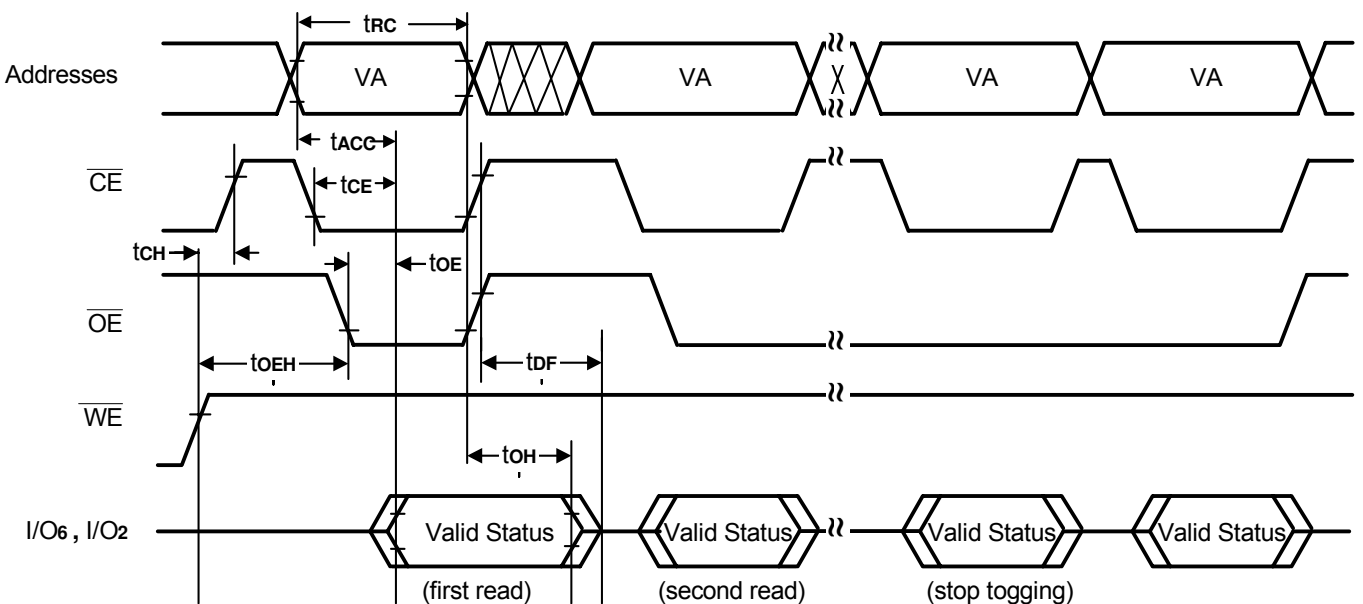 tRC
Addresses VA VA VA VA
tACC
CE tCE
tCH tOE
OE
tOEH tDF
WE
tOH
I/O6 , I/O2 Valid Status Valid Status Valid Status Valid Status
(first read) (second read) (stop togging)